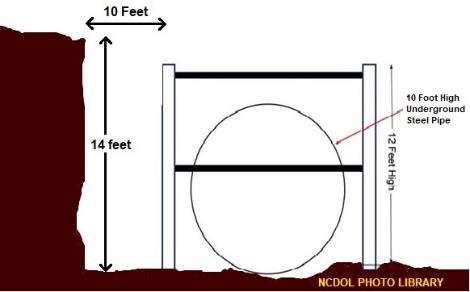 10 Feet
14 feet
10 Foot High
Underground
Steel Pipe
12 Feet High
NCDOL PHOTO LIBRARY